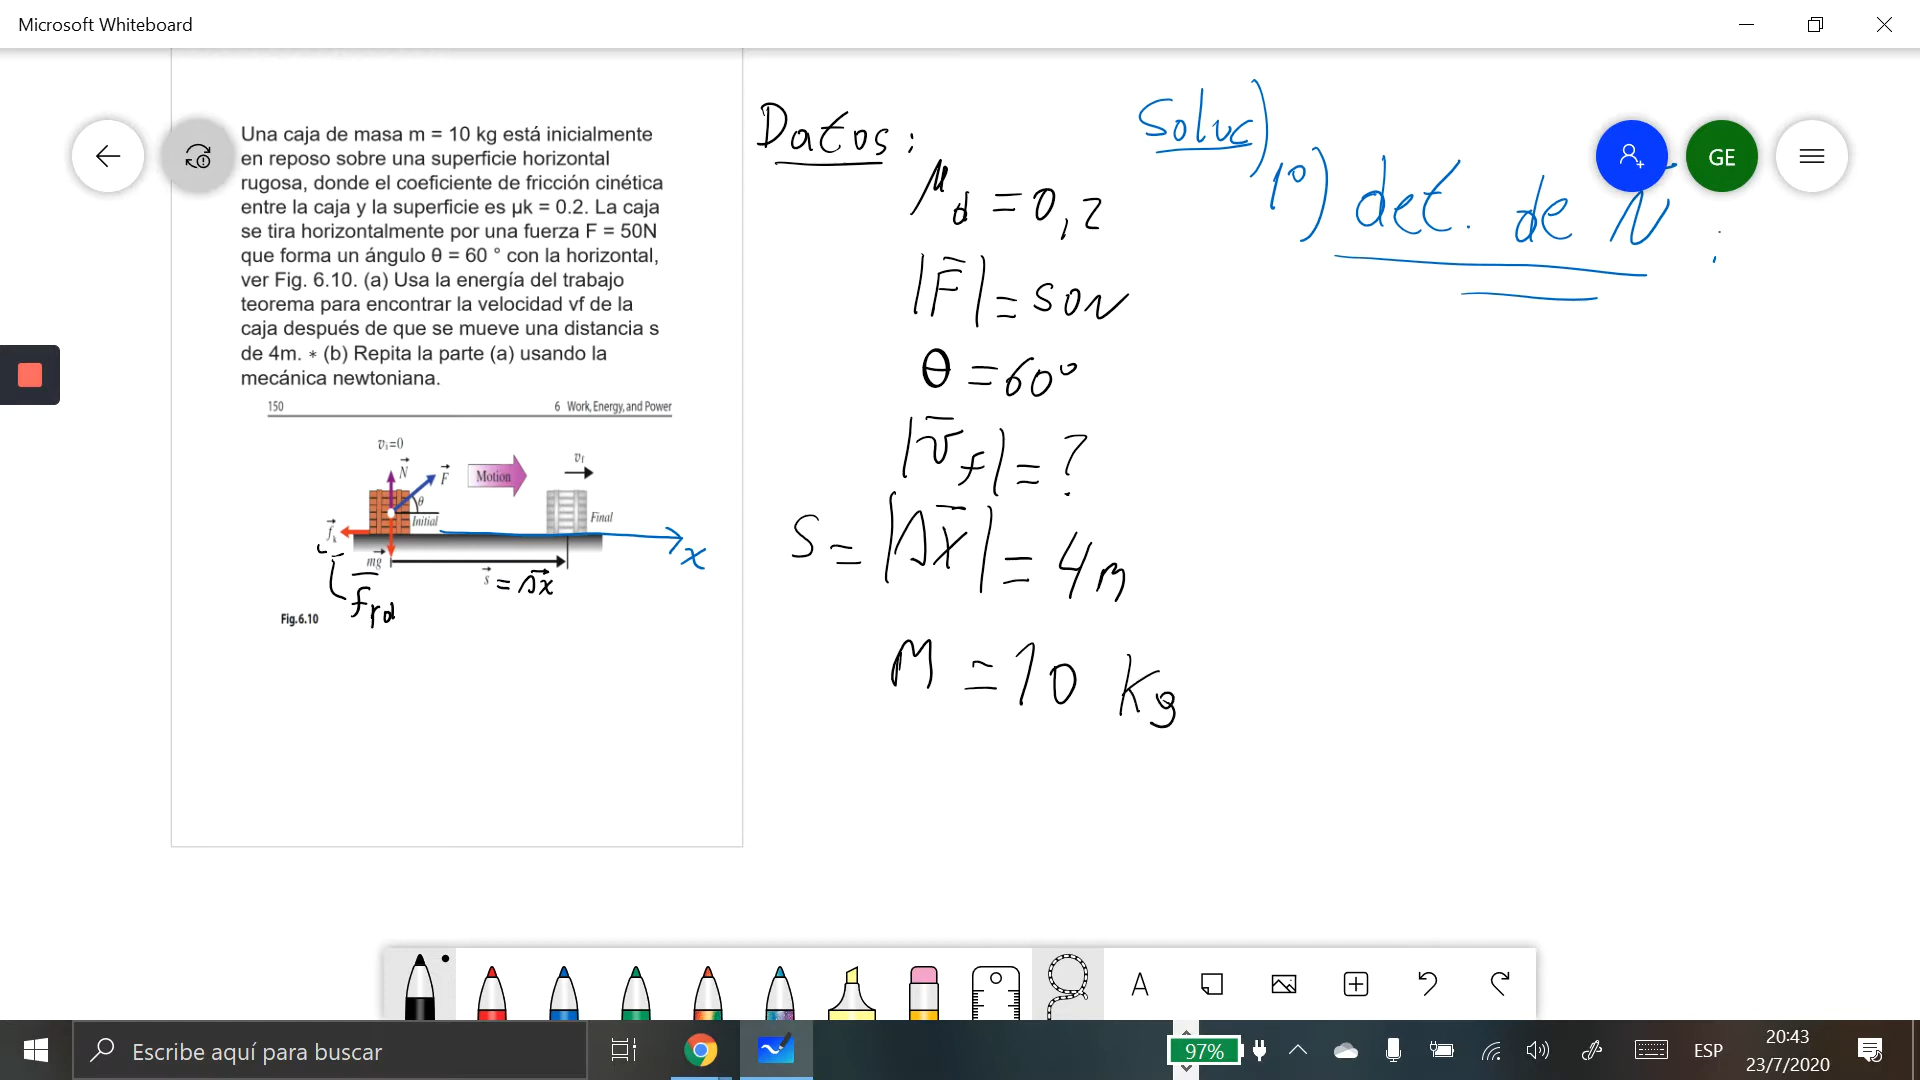 Microsoft Whiteboard
Una caja de masa m = 10 kg está inicialmente
en reposo sobre una superficie horizontal
rugosa, donde el coeficiente de fricción cinética
entre la caja y la superficie es μk = 0.2. La caja
se tira horizontalmente por una fuerza F = 50N
que forma un ángulo θ = 60 ° con la horizontal,
ver Fig. 6.10. (a) Usa la energía del trabajo
teorema para encontrar la velocidad vf de la
caja después de que se mueve una distancia s
de 4m. * (b) Repita la parte (a) usando la
mecánica newtoniana.
150 6 Work, Energy, and Power
vᵢ=0
N⃗
F⃗
θ
Motion
v_f
Initial
Final
f⃗ₖ
mg⃗
s⃗ = Δx⃗
x
f̄rd
Fig.6.10
Datos:
μd = 0,2
|F̄| = 50N
θ = 60°
|v̄f| = ?
S = |Δx̄| = 4m
M = 10 Kg
Soluc)
1º) det. de N :
GE
A
Escribe aquí para buscar
97%
ESP
20:43
23/7/2020